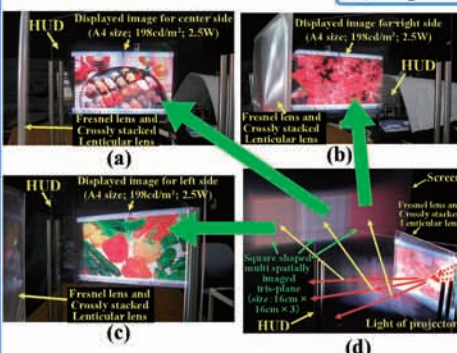 HUD
Displayed image for center side
(A4 size; 198cd/m²; 2.5W)
Fresnel lens and
Crossly stacked
Lenticular lens
(a)
Displayed image for right side
(A4 size; 198cd/m²; 2.5W)
HUD
Fresnel lens and
Crossly stacked
Lenticular lens
(b)
HUD
Displayed image for left side
(A4 size; 198cd/m²; 2.5W)
Fresnel lens and
Crossly stacked
Lenticular lens
(c)
Screen
Fresnel lens and
Crossly stacked
Lenticular lens
Square shaped
multi spatially
imaged
iris-plane
(size: 16cm ×
16cm × 3)
HUD
Light of projector
(d)